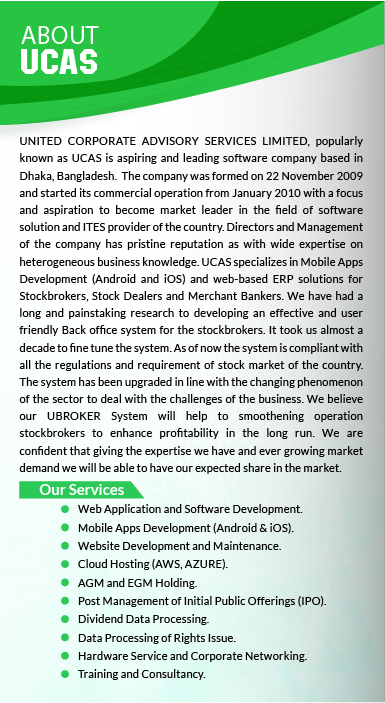 ABOUT
UCAS
UNITED CORPORATE ADVISORY SERVICES LIMITED, popularly
known as UCAS is aspiring and leading software company based in
Dhaka, Bangladesh. The company was formed on 22 November 2009
and started its commercial operation from January 2010 with a focus
and aspiration to become market leader in the field of software
solution and ITES provider of the country. Directors and Management
of the company has pristine reputation as with wide expertise on
heterogeneous business knowledge. UCAS specializes in Mobile Apps
Development (Android and iOS) and web-based ERP solutions for
Stockbrokers, Stock Dealers and Merchant Bankers. We have had a
long and painstaking research to developing an effective and user
friendly Back office system for the stockbrokers. It took us almost a
decade to fine tune the system. As of now the system is compliant with
all the regulations and requirement of stock market of the country.
The system has been upgraded in line with the changing phenomenon
of the sector to deal with the challenges of the business. We believe
our UBROKER System will help to smoothening operation
stockbrokers to enhance profitability in the long run. We are
confident that giving the expertise we have and ever growing market
demand we will be able to have our expected share in the market.
Our Services
Web Application and Software Development.
Mobile Apps Development (Android & iOS).
Website Development and Maintenance.
Cloud Hosting (AWS, AZURE).
AGM and EGM Holding.
Post Management of Initial Public Offerings (IPO).
Dividend Data Processing.
Data Processing of Rights Issue.
Hardware Service and Corporate Networking.
Training and Consultancy.